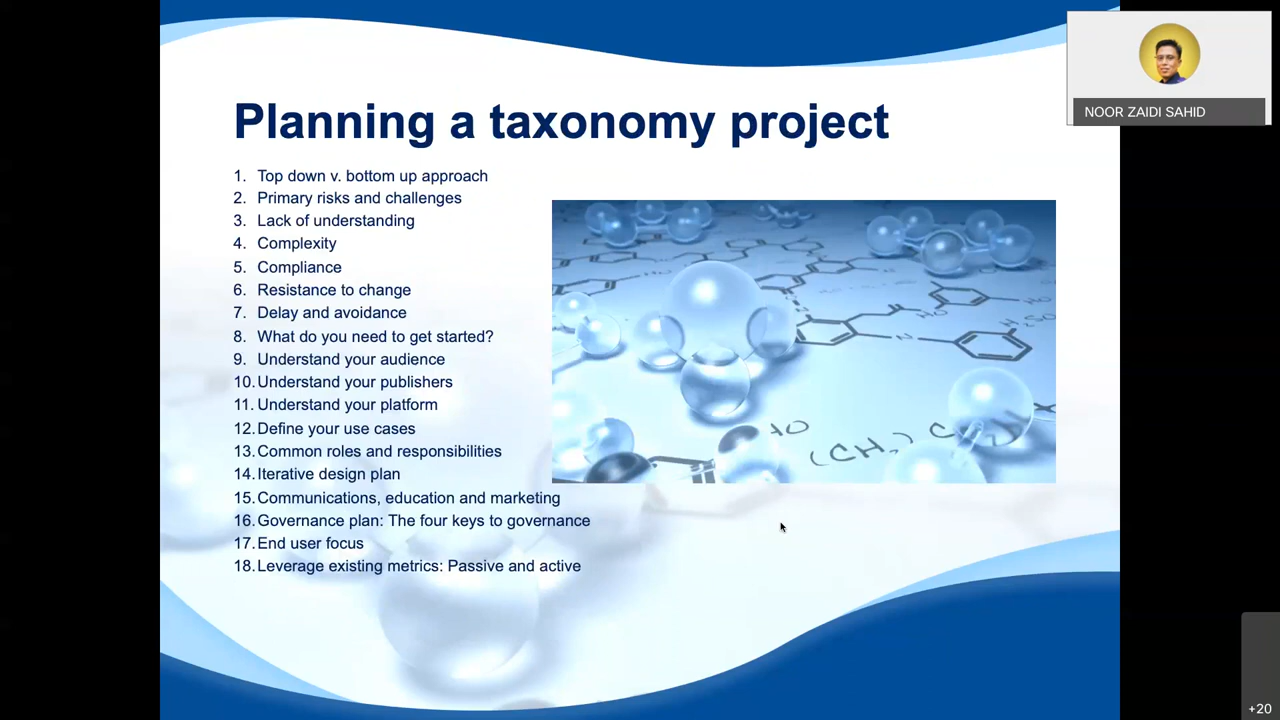 NOOR ZAIDI SAHID
Planning a taxonomy project
1. Top down v. bottom up approach
2. Primary risks and challenges
3. Lack of understanding
4. Complexity
5. Compliance
6. Resistance to change
7. Delay and avoidance
8. What do you need to get started?
9. Understand your audience
10. Understand your publishers
11. Understand your platform
12. Define your use cases
13. Common roles and responsibilities
14. Iterative design plan
15. Communications, education and marketing
16. Governance plan: The four keys to governance
17. End user focus
18. Leverage existing metrics: Passive and active
(CH
+20